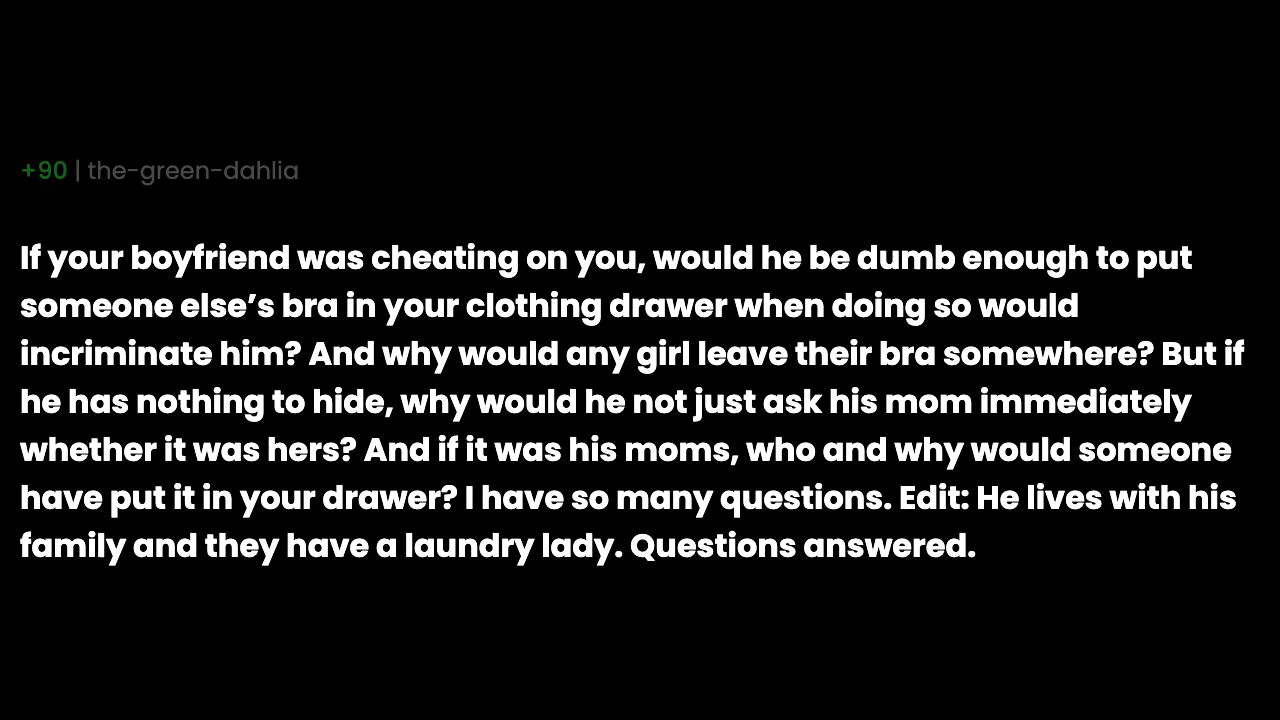 +90 | the-green-dahlia
If your boyfriend was cheating on you, would he be dumb enough to put
someone else’s bra in your clothing drawer when doing so would
incriminate him? And why would any girl leave their bra somewhere? But if
he has nothing to hide, why would he not just ask his mom immediately
whether it was hers? And if it was his moms, who and why would someone
have put it in your drawer? I have so many questions. Edit: He lives with his
family and they have a laundry lady. Questions answered.